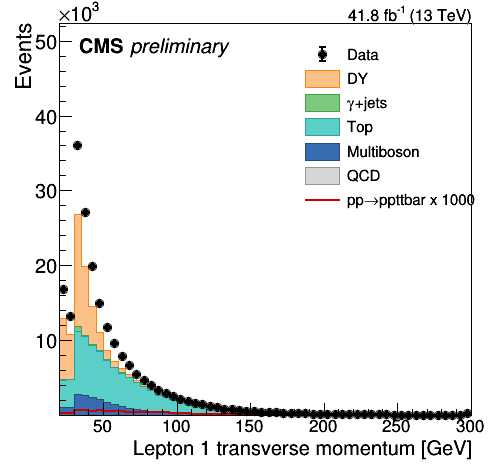 ×10³
41.8 fb⁻¹ (13 TeV)
CMS preliminary
Events
50
40
30
20
10
Data
DY
γ+jets
Top
Multiboson
QCD
pp→ppttbar x 1000
50 100 150 200 250 300
Lepton 1 transverse momentum [GeV]